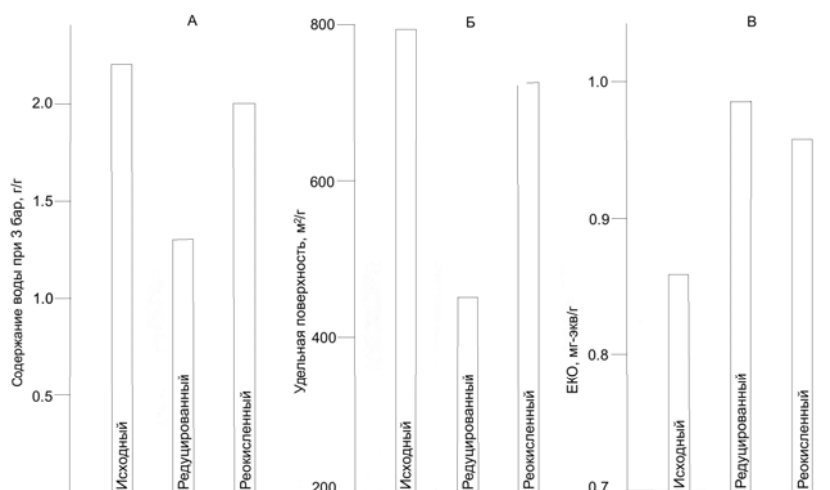 А
Содержание воды при 3 бар, г/г
2.0
1.5
1.0
0.5
Исходный
Редуцированный
Реокисленный
Б
Удельная поверхность, м²/г
800
600
400
200
Исходный
Редуцированный
Реокисленный
В
ЕКО, мг-экв/г
1.0
0.9
0.8
0.7
Исходный
Редуцированный
Реокисленный